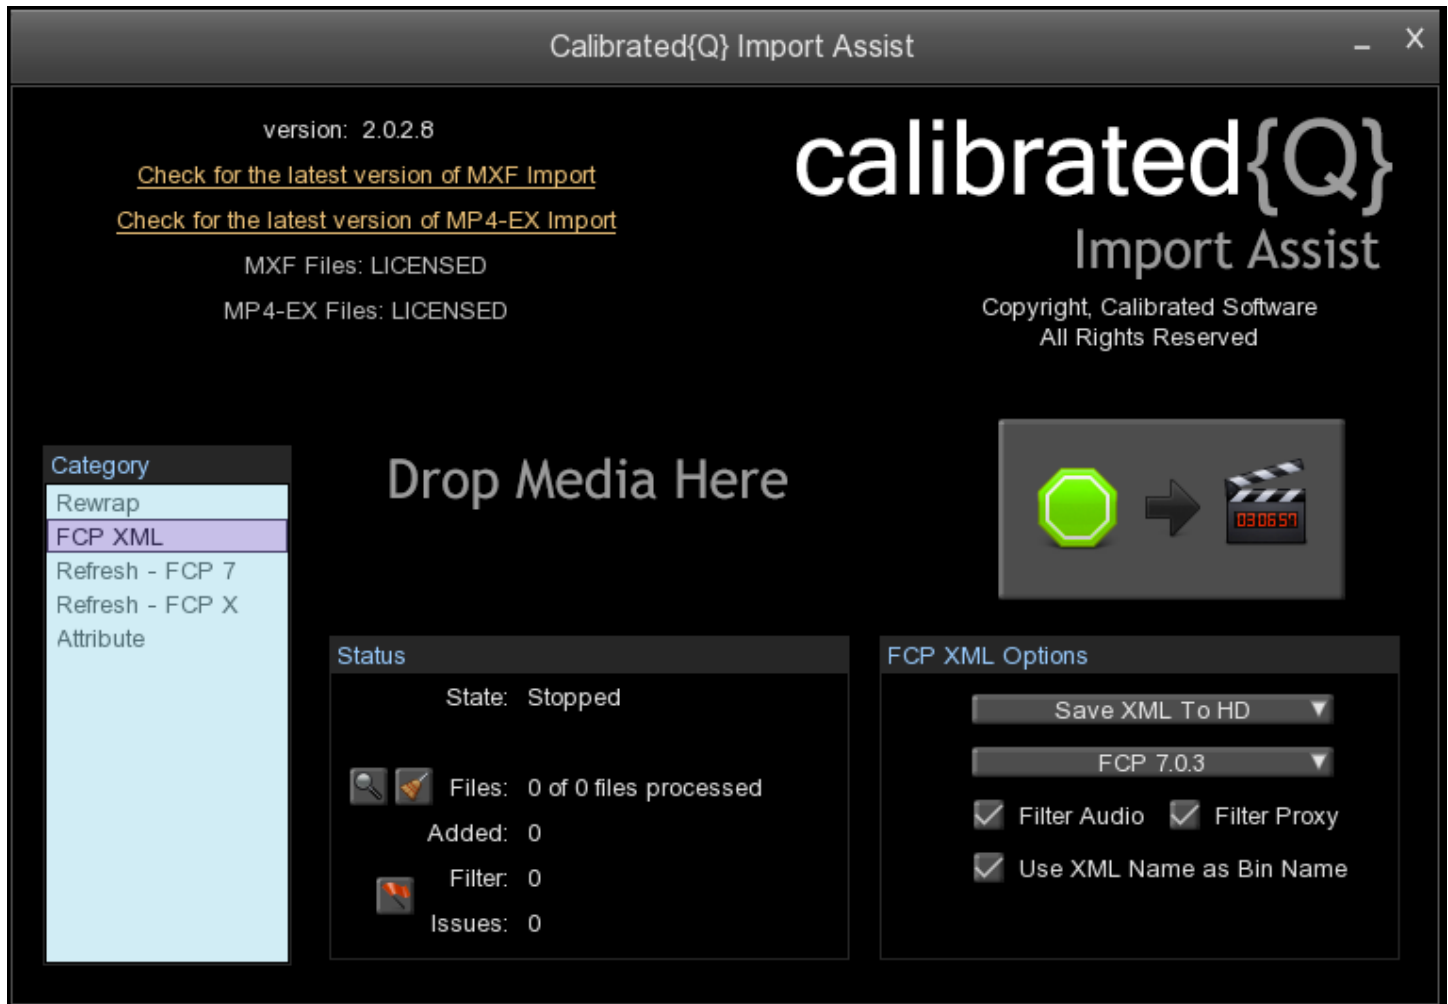 Calibrated{Q} Import Assist
version: 2.0.2.8
Check for the latest version of MXF Import
Check for the latest version of MP4-EX Import
MXF Files: LICENSED
MP4-EX Files: LICENSED
calibrated{Q}
Import Assist
Copyright, Calibrated Software
All Rights Reserved
Category
Rewrap
FCP XML
Refresh - FCP 7
Refresh - FCP X
Attribute
Drop Media Here
030657
Status
State: Stopped
Files: 0 of 0 files processed
Added: 0
Filter: 0
Issues: 0
FCP XML Options
Save XML To HD
FCP 7.0.3
Filter Audio Filter Proxy
Use XML Name as Bin Name